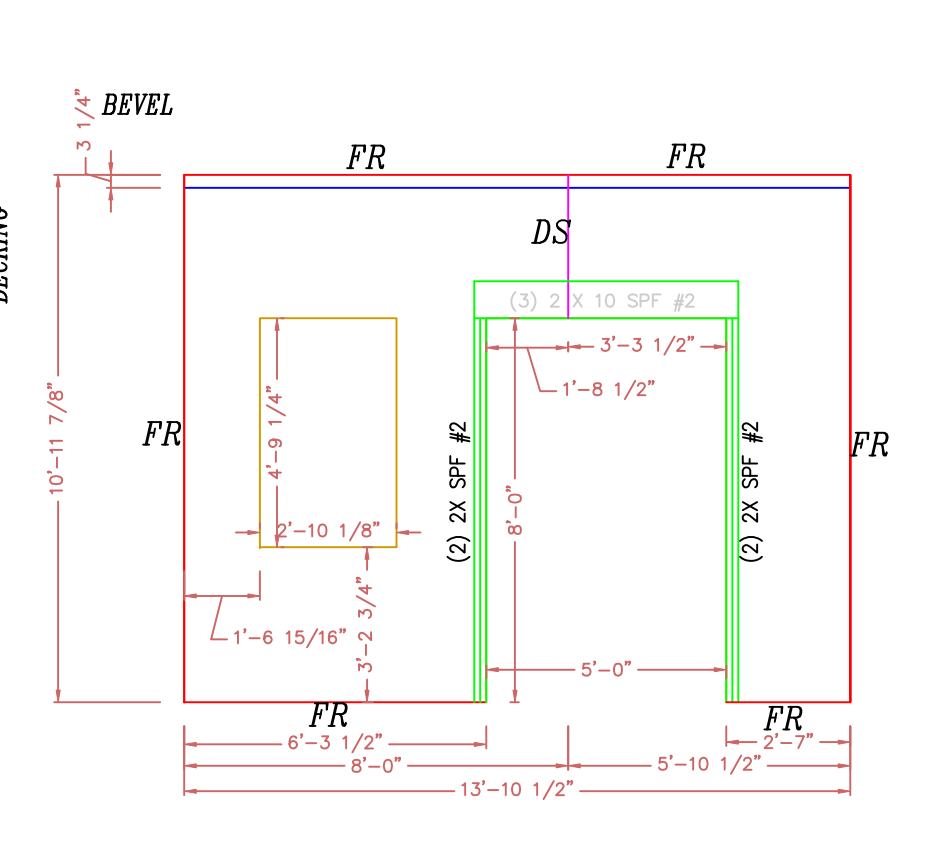 3 1/4"
BEVEL
FR
FR
DECKING
DS
(3) 2 X 10 SPF #2
3'-3 1/2"
1'-8 1/2"
10'-11 7/8"
FR
4'-9 1/4"
(2) 2X SPF #2
8'-0"
(2) 2X SPF #2
FR
2'-10 1/8"
3'-2 3/4"
1'-6 15/16"
5'-0"
FR
FR
6'-3 1/2"
2'-7"
8'-0"
5'-10 1/2"
13'-10 1/2"